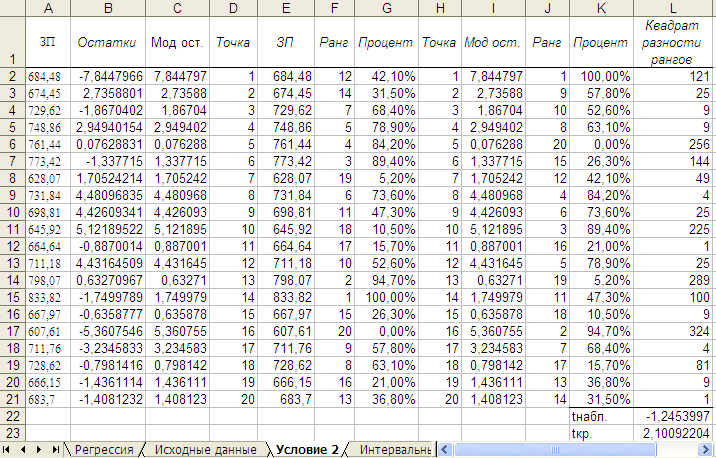 A B C D E F G H I J K L
1 ЗП Остатки Мод ост. Точка ЗП Ранг Процент Точка Мод ост. Ранг Процент Квадрат разности рангов
2 684,48 -7,8447966 7,844797 1 684,48 12 42,10% 1 7,844797 1 100,00% 121
3 674,45 2,7358801 2,73588 2 674,45 14 31,50% 2 2,73588 9 57,80% 25
4 729,62 -1,8670402 1,86704 3 729,62 7 68,40% 3 1,86704 10 52,60% 9
5 748,86 2,94940154 2,949402 4 748,86 5 78,90% 4 2,949402 8 63,10% 9
6 761,44 0,07628831 0,076288 5 761,44 4 84,20% 5 0,076288 20 0,00% 256
7 773,42 -1,337715 1,337715 6 773,42 3 89,40% 6 1,337715 15 26,30% 144
8 628,07 1,70524214 1,705242 7 628,07 19 5,20% 7 1,705242 12 42,10% 49
9 731,84 4,48096835 4,480968 8 731,84 6 73,60% 8 4,480968 4 84,20% 4
10 698,81 4,42609341 4,426093 9 698,81 11 47,30% 9 4,426093 6 73,60% 25
11 645,92 5,12189522 5,121895 10 645,92 18 10,50% 10 5,121895 3 89,40% 225
12 664,64 -0,8870014 0,887001 11 664,64 17 15,70% 11 0,887001 16 21,00% 1
13 711,18 4,43164509 4,431645 12 711,18 10 52,60% 12 4,431645 5 78,90% 25
14 798,07 0,63270967 0,63271 13 798,07 2 94,70% 13 0,63271 19 5,20% 289
15 833,82 -1,7499789 1,749979 14 833,82 1 100,00% 14 1,749979 11 47,30% 100
16 667,97 -0,6358777 0,635878 15 667,97 15 26,30% 15 0,635878 18 10,50% 9
17 607,61 -5,3607546 5,360755 16 607,61 20 0,00% 16 5,360755 2 94,70% 324
18 711,76 -3,2345833 3,234583 17 711,76 9 57,80% 17 3,234583 7 68,40% 4
19 728,62 -0,7981416 0,798142 18 728,62 8 63,10% 18 0,798142 17 15,70% 81
20 666,15 -1,4361114 1,436111 19 666,15 16 21,00% 19 1,436111 13 36,80% 9
21 683,7 -1,4081232 1,408123 20 683,7 13 36,80% 20 1,408123 14 31,50% 1
22 tнабл. -1,2453997
23 tкр. 2,10092204
Регрессия Исходные данные Условие 2 Интервальны